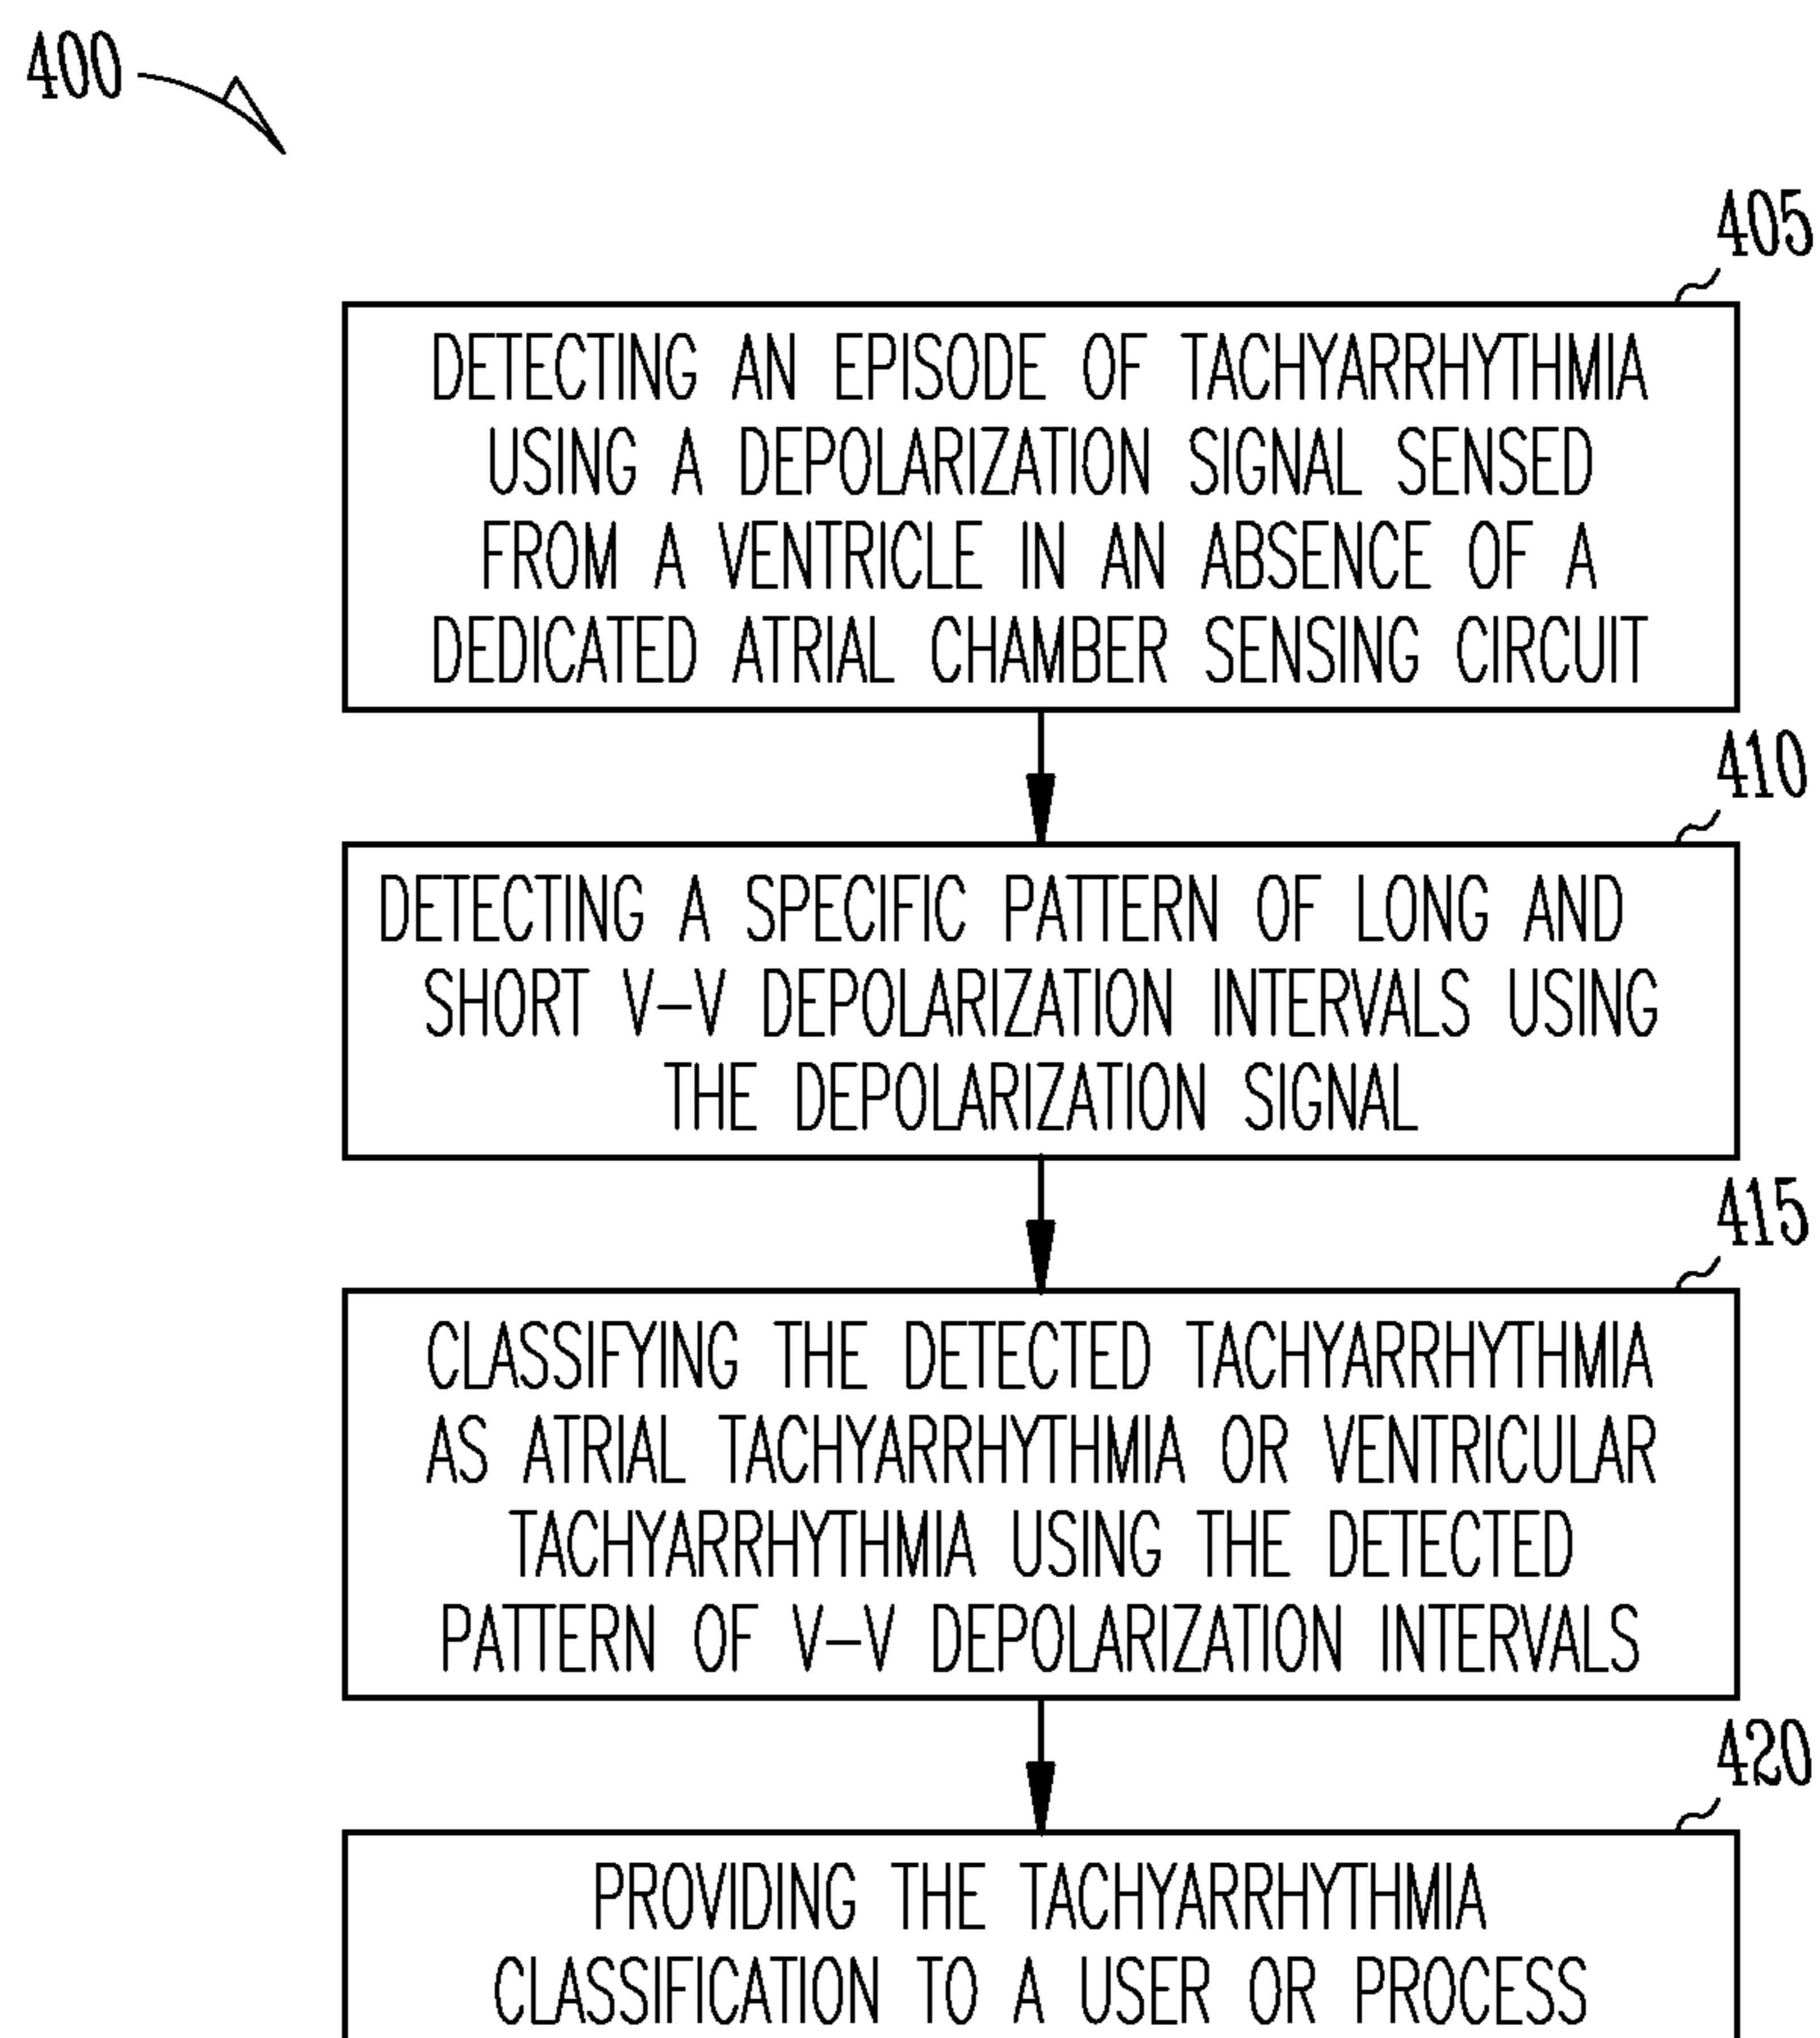 400
405
DETECTING AN EPISODE OF TACHYARRHYTHMIA
USING A DEPOLARIZATION SIGNAL SENSED
FROM A VENTRICLE IN AN ABSENCE OF A
DEDICATED ATRIAL CHAMBER SENSING CIRCUIT
410
DETECTING A SPECIFIC PATTERN OF LONG AND
SHORT V–V DEPOLARIZATION INTERVALS USING
THE DEPOLARIZATION SIGNAL
415
CLASSIFYING THE DETECTED TACHYARRHYTHMIA
AS ATRIAL TACHYARRHYTHMIA OR VENTRICULAR
TACHYARRHYTHMIA USING THE DETECTED
PATTERN OF V–V DEPOLARIZATION INTERVALS
420
PROVIDING THE TACHYARRHYTHMIA
CLASSIFICATION TO A USER OR PROCESS